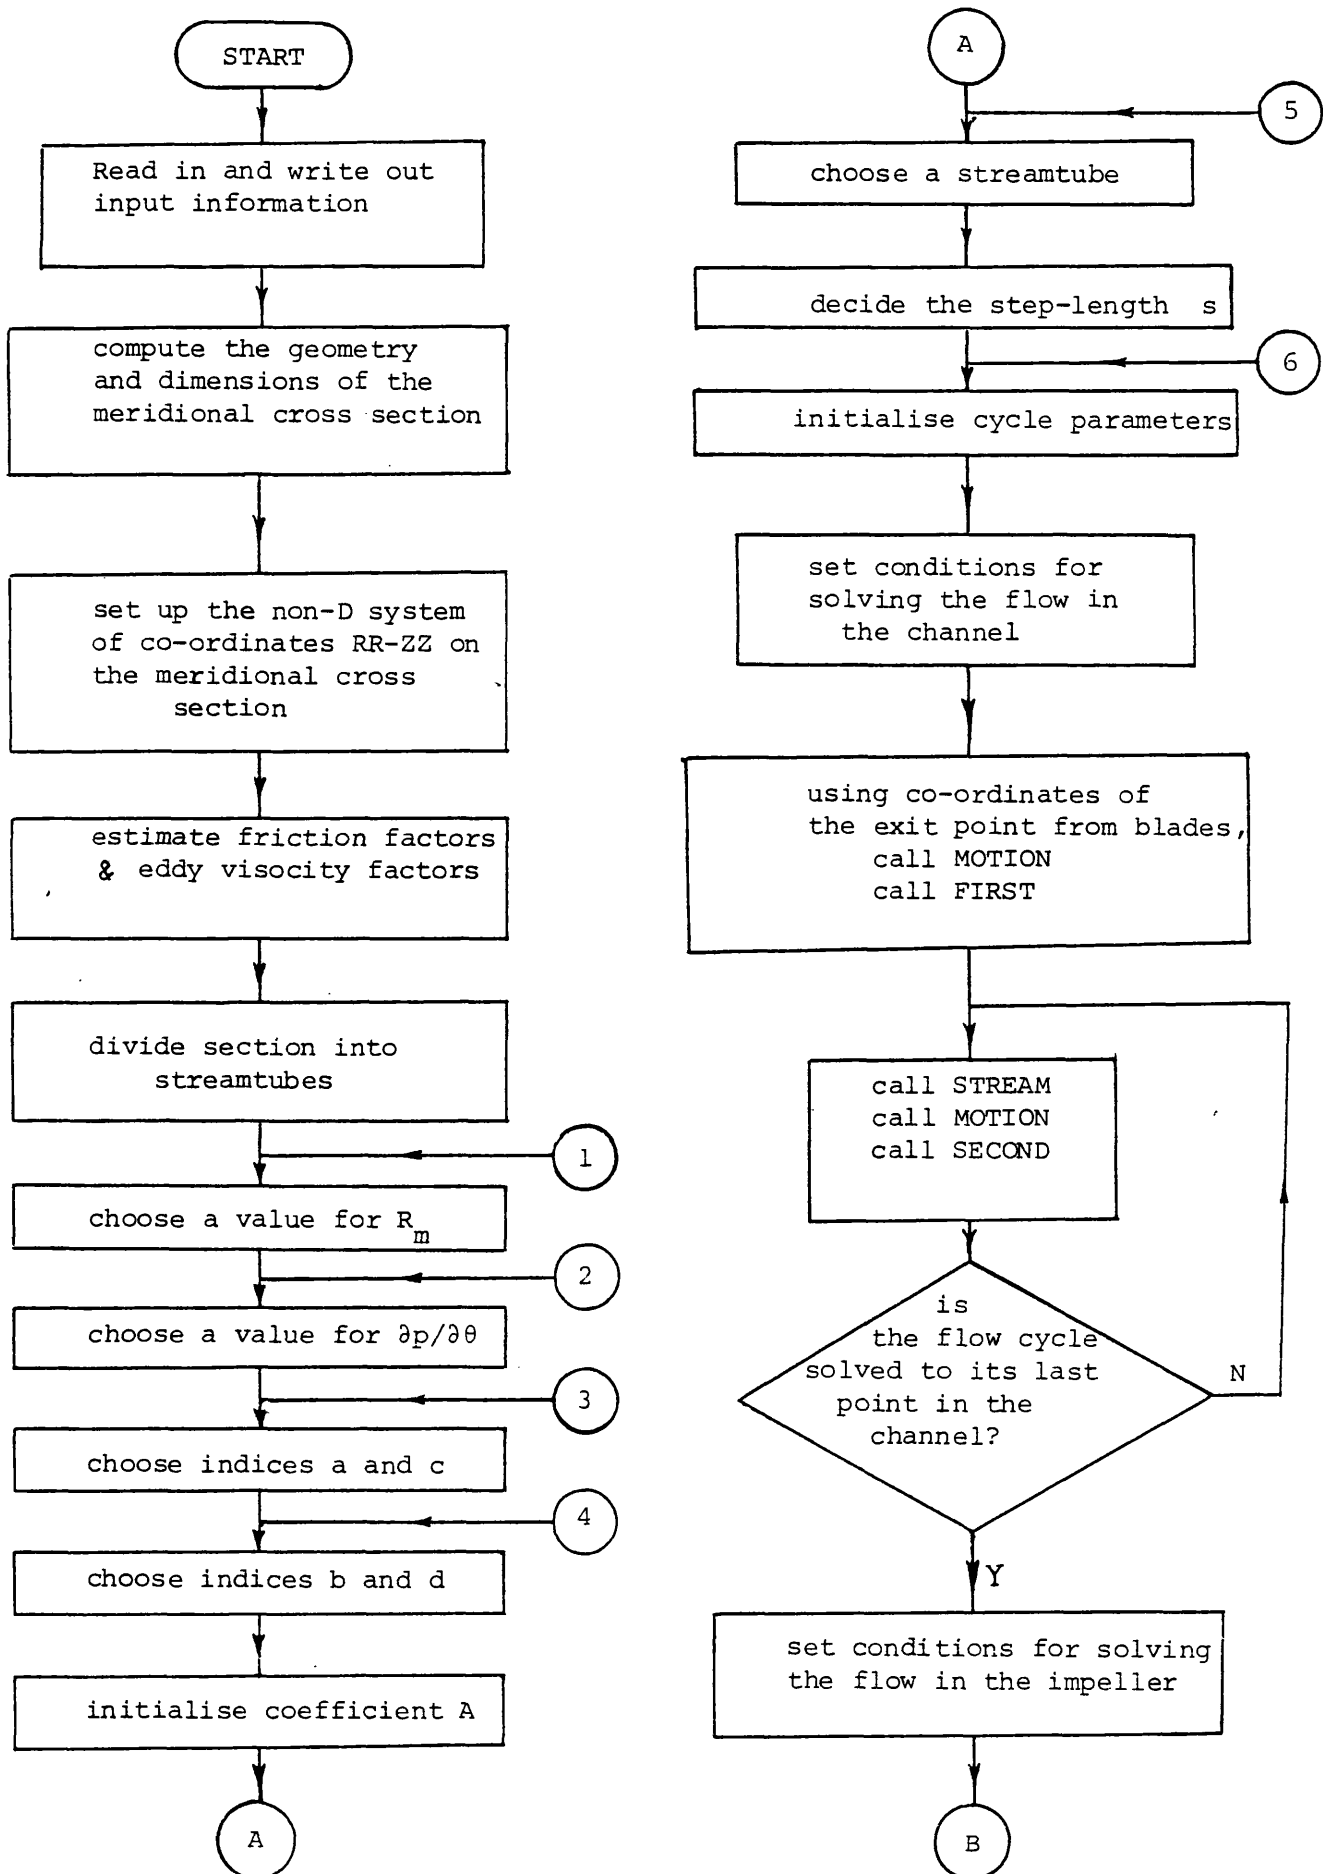 START
Read in and write out
input information
compute the geometry
and dimensions of the
meridional cross section
set up the non-D system
of co-ordinates RR-ZZ on
the meridional cross
section
estimate friction factors
& eddy visocity factors
divide section into
streamtubes
1
choose a value for Rm
2
choose a value for ∂p/∂θ
3
choose indices a and c
4
choose indices b and d
initialise coefficient A
A
A
5
choose a streamtube
decide the step-length s
6
initialise cycle parameters
set conditions for
solving the flow in
the channel
using co-ordinates of
the exit point from blades,
call MOTION
call FIRST
call STREAM
call MOTION
call SECOND
is
the flow cycle
solved to its last
point in the
channel?
N
Y
set conditions for solving
the flow in the impeller
B